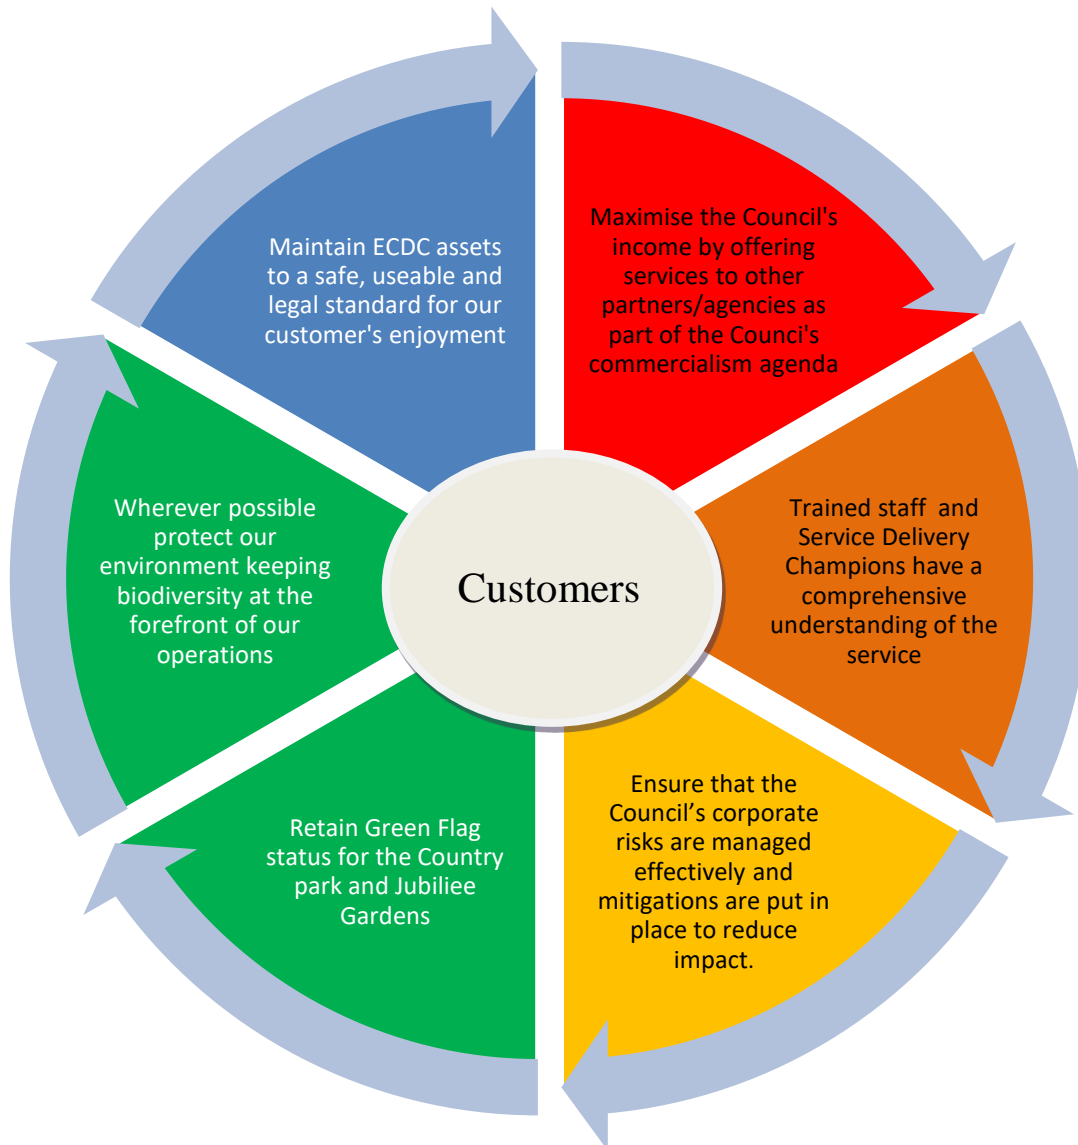 Maintain ECDC assets
to a safe, useable and
legal standard for our
customer's enjoyment
Maximise the Council's
income by offering
services to other
partners/agencies as
part of the Counci's
commercialism agenda
Trained staff and
Service Delivery
Champions have a
comprehensive
understanding of the
service
Ensure that the
Council’s corporate
risks are managed
effectively and
mitigations are put in
place to reduce
impact.
Retain Green Flag
status for the Country
park and Jubiliee
Gardens
Wherever possible
protect our
environment keeping
biodiversity at the
forefront of our
operations
Customers